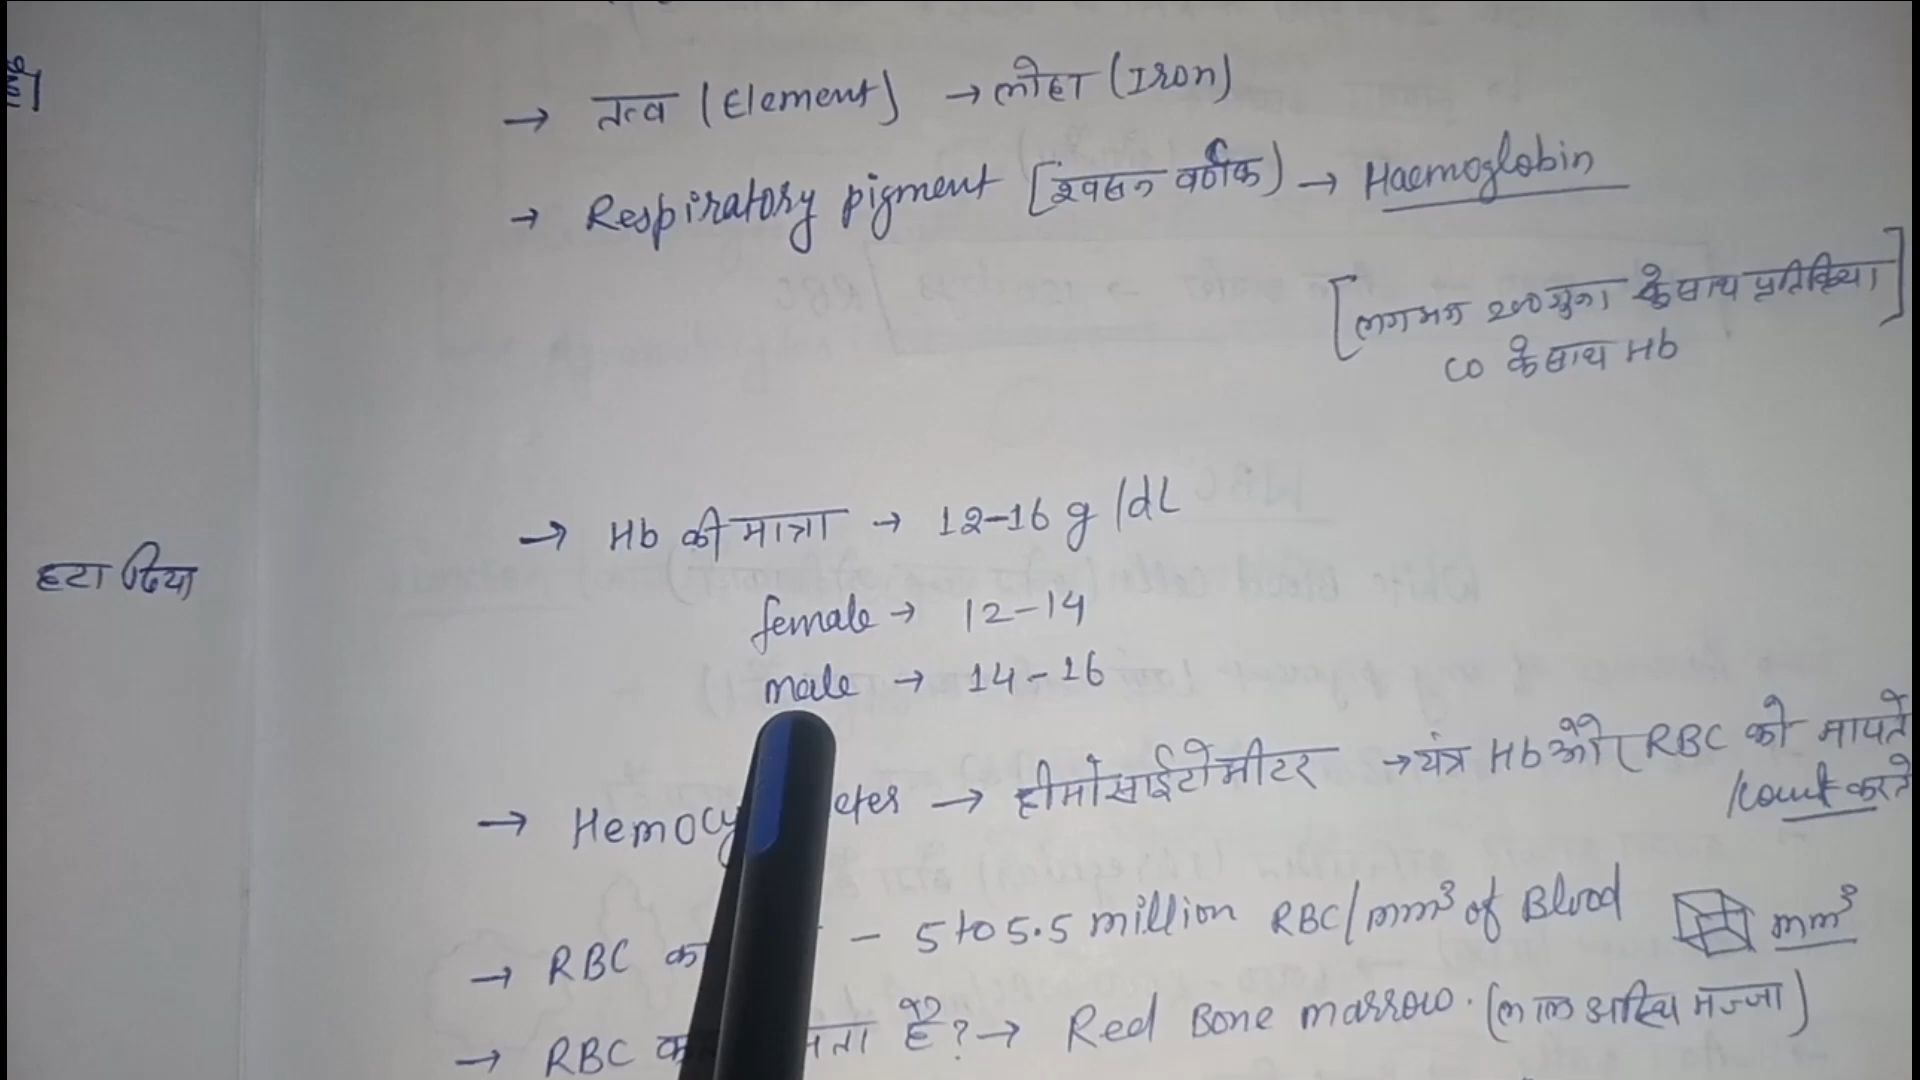 → तत्व (Element) → लोहा (Iron)
→ Respiratory pigment [श्वसन वर्णक) → Haemoglobin
[लगभग 200 गुना के साथ प्रतिक्रिया]
CO के साथ Hb
→ Hb की मात्रा → 12-16 g/dL
हटा दिया
female → 12-14
male → 14-16
→ Hemocy eter → हीमोसाईटोमीटर → यंत्र Hb और RBC को मापते
/count करते
→ RBC क - 5 to 5.5 million RBC/mm³ of Blood mm³
→ RBC है? → Red Bone marrow. (लाल अस्थि मज्जा)